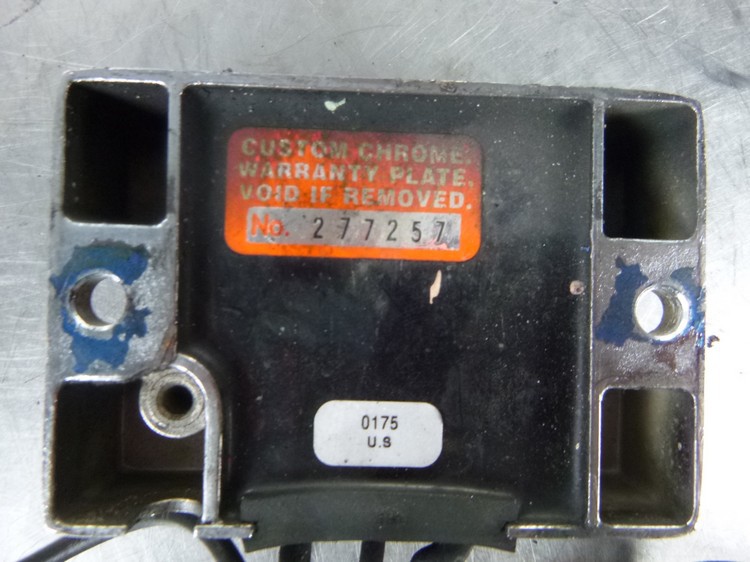 CUSTOM CHROME.
WARRANTY PLATE,
VOID IF REMOVED.
No. 277257
0175
U.S